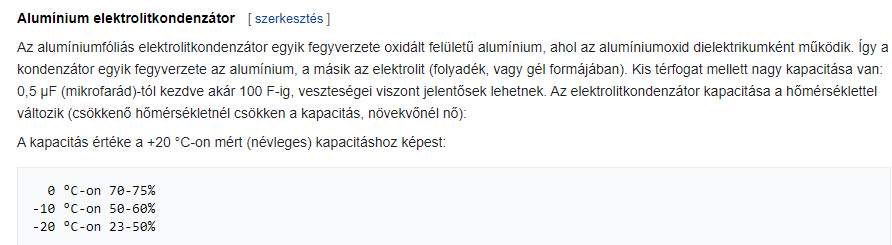 Alumínium elektrolitkondenzátor [ szerkesztés ]
Az alumíniumfóliás elektrolitkondenzátor egyik fegyverzete oxidált felületű alumínium, ahol az alumíniumoxid dielektrikumként működik. Így a
kondenzátor egyik fegyverzete az alumínium, a másik az elektrolit (folyadék, vagy gél formájában). Kis térfogat mellett nagy kapacitása van:
0,5 μF (mikrofarád)-tól kezdve akár 100 F-ig, veszteségei viszont jelentősek lehetnek. Az elektrolitkondenzátor kapacitása a hőmérséklettel
változik (csökkenő hőmérsékletnél csökken a kapacitás, növekvőnél nő):
A kapacitás értéke a +20 °C-on mért (névleges) kapacitáshoz képest:
0 °C-on 70-75%
-10 °C-on 50-60%
-20 °C-on 23-50%